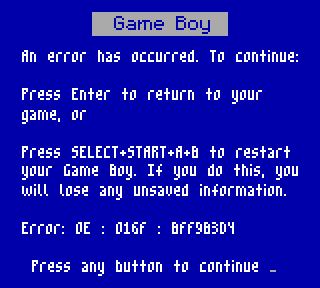 Game Boy
An error has occurred. To continue:
Press Enter to return to your
game, or
Press SELECT+START+A+B to restart
your Game Boy. If you do this, you
will lose any unsaved information.
Error: 0E : 016F : BFF9B3D4
Press any button to continue _